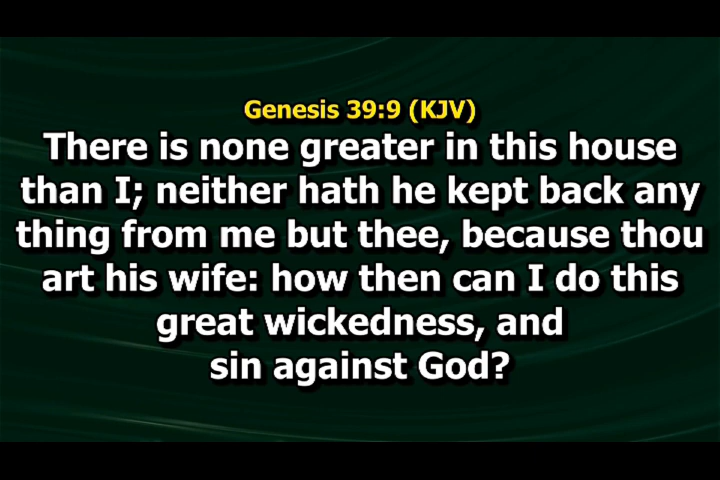 Genesis 39:9 (KJV)
There is none greater in this house
than I; neither hath he kept back any
thing from me but thee, because thou
art his wife: how then can I do this
great wickedness, and
sin against God?